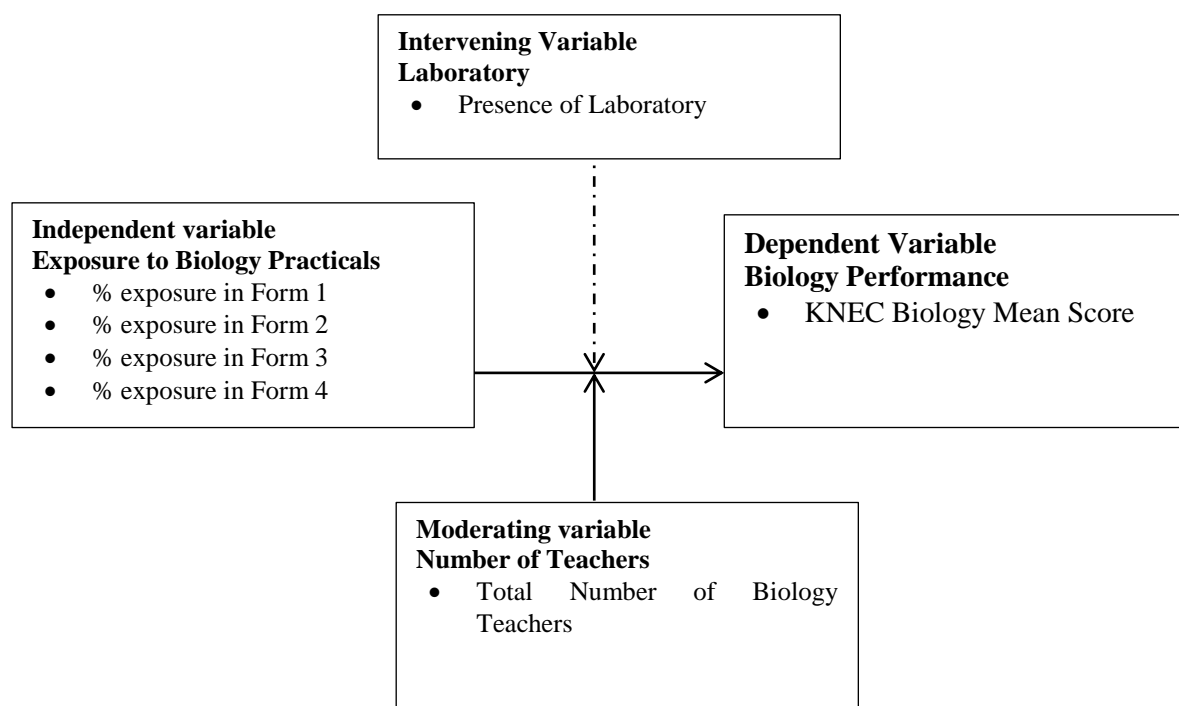 Intervening Variable
Laboratory
• Presence of Laboratory
Independent variable
Exposure to Biology Practicals
• % exposure in Form 1
• % exposure in Form 2
• % exposure in Form 3
• % exposure in Form 4
Dependent Variable
Biology Performance
• KNEC Biology Mean Score
Moderating variable
Number of Teachers
• Total Number of Biology
Teachers